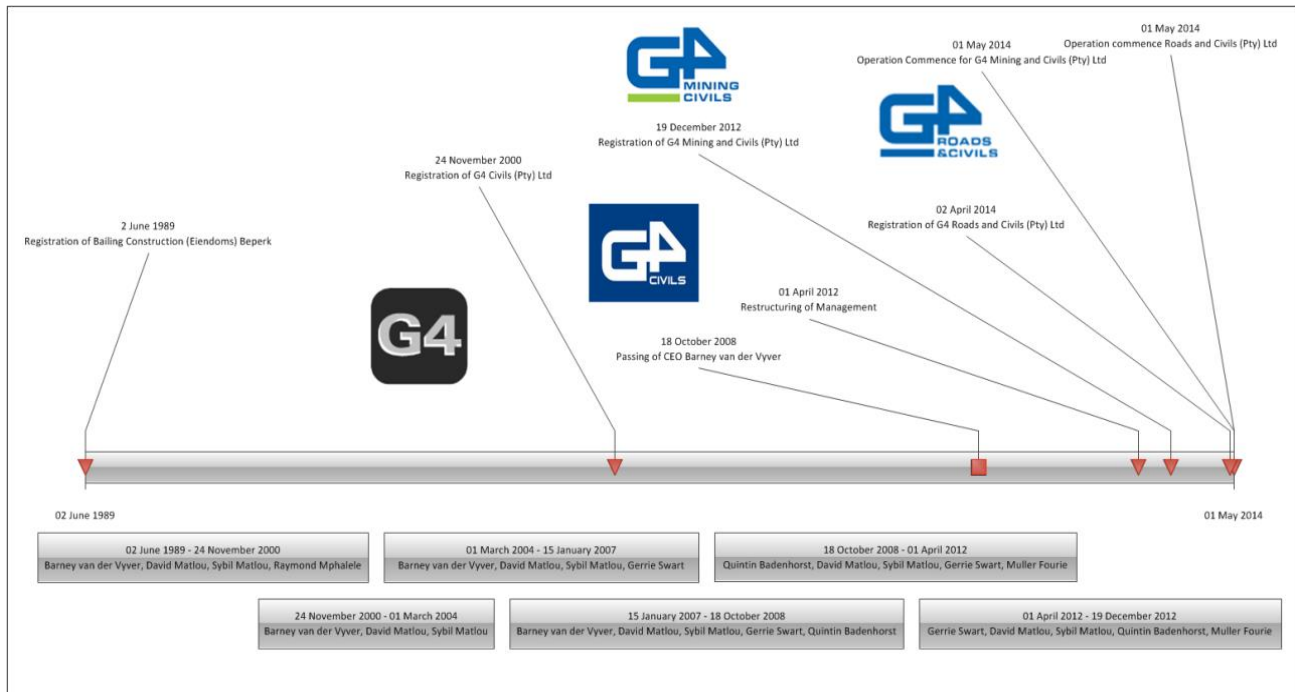 01 May 2014
Operation commence Roads and Civils (Pty) Ltd
01 May 2014
Operation Commence for G4 Mining and Civils (Pty) Ltd
G4
MINING
CIVILS
G4
ROADS
&CIVILS
19 December 2012
Registration of G4 Mining and Civils (Pty) Ltd
24 November 2000
Registration of G4 Civils (Pty) Ltd
02 April 2014
Registration of G4 Roads and Civils (Pty) Ltd
2 June 1989
Registration of Bailing Construction (Eiendoms) Beperk
G4
CIVILS
01 April 2012
Restructuring of Management
G4
18 October 2008
Passing of CEO Barney van der Vyver
02 June 1989
01 May 2014
02 June 1989 - 24 November 2000
Barney van der Vyver, David Matlou, Sybil Matlou, Raymond Mphalele
01 March 2004 - 15 January 2007
Barney van der Vyver, David Matlou, Sybil Matlou, Gerrie Swart
18 October 2008 - 01 April 2012
Quintin Badenhorst, David Matlou, Sybil Matlou, Gerrie Swart, Muller Fourie
24 November 2000 - 01 March 2004
Barney van der Vyver, David Matlou, Sybil Matlou
15 January 2007 - 18 October 2008
Barney van der Vyver, David Matlou, Sybil Matlou, Gerrie Swart, Quintin Badenhorst
01 April 2012 - 19 December 2012
Gerrie Swart, David Matlou, Sybil Matlou, Quintin Badenhorst, Muller Fourie